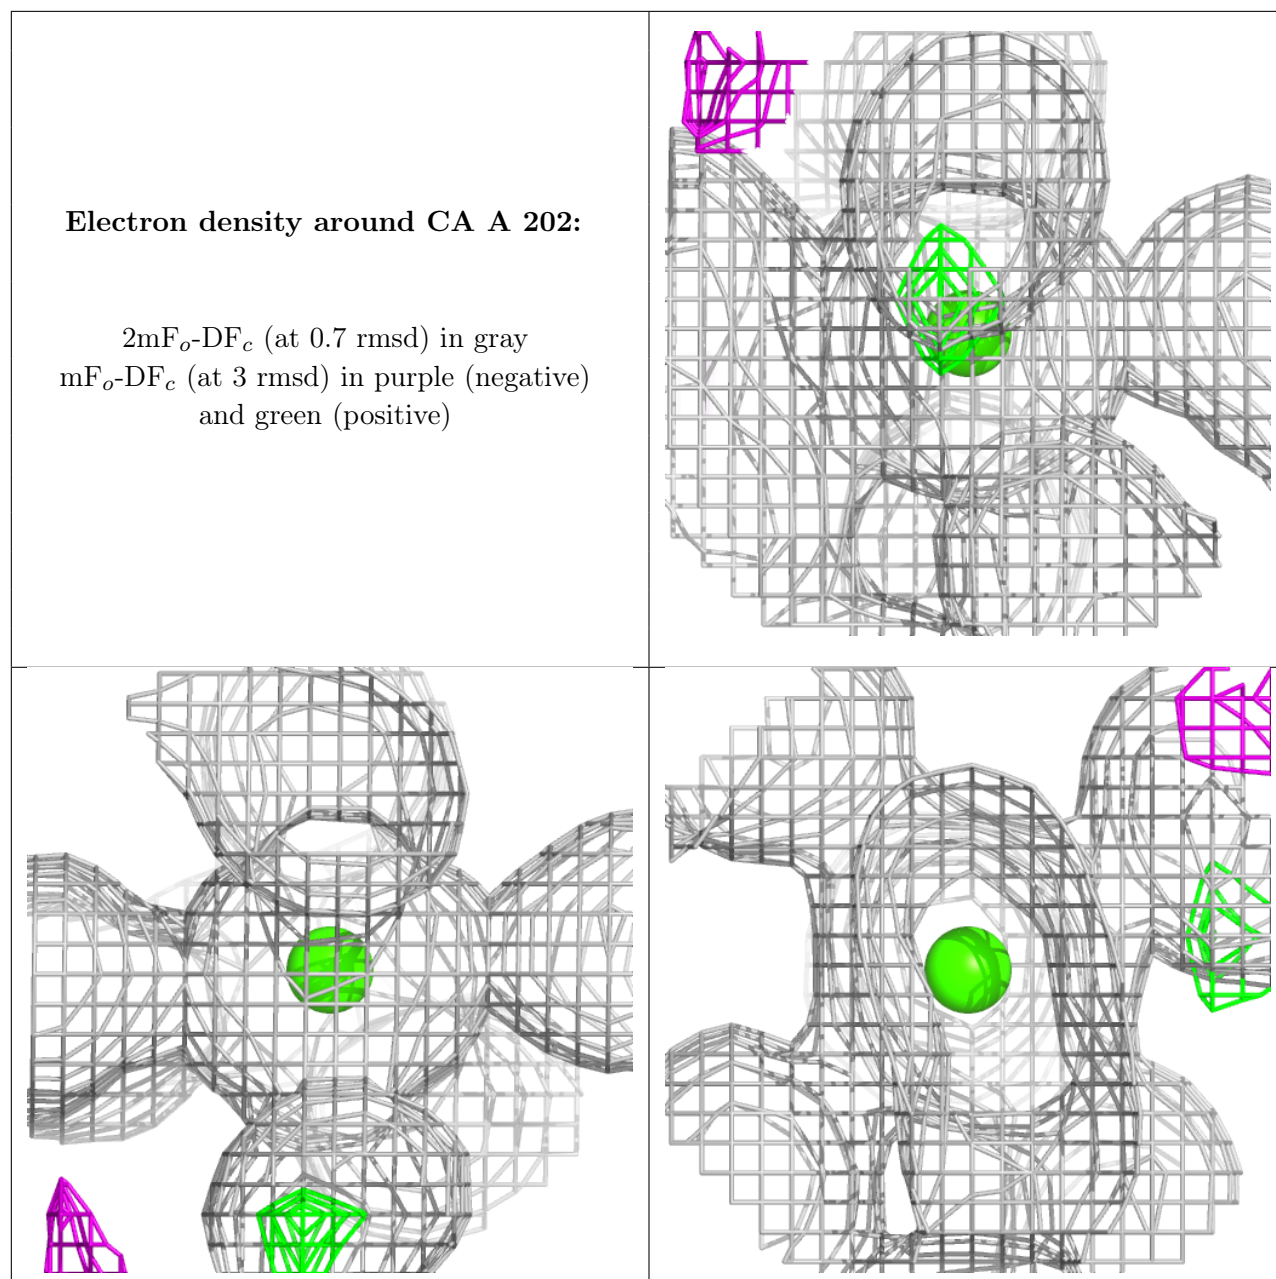 Electron density around CA A 202:
2mFₒ-DF𝒸 (at 0.7 rmsd) in gray
mFₒ-DF𝒸 (at 3 rmsd) in purple (negative)
and green (positive)